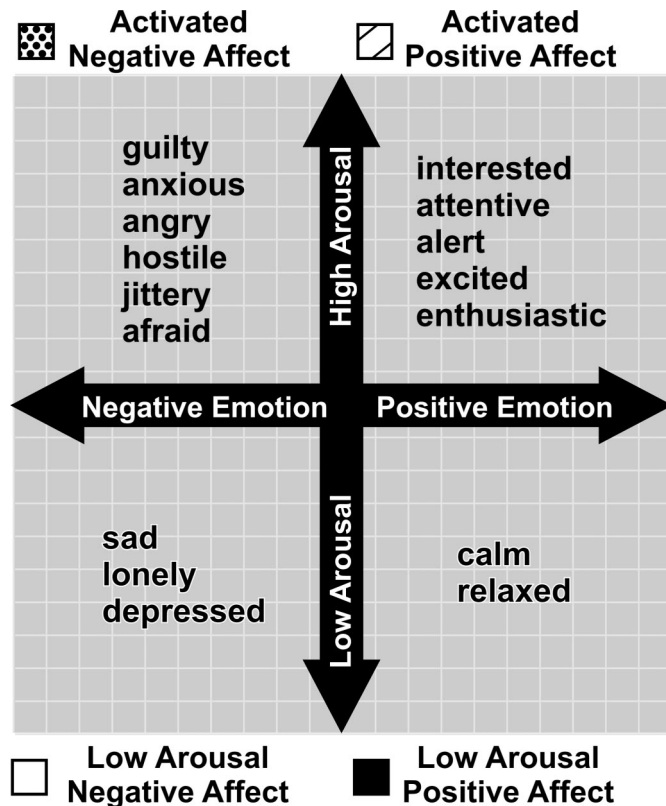 Activated
Negative Affect
Activated
Positive Affect
guilty
anxious
angry
hostile
jittery
afraid
High Arousal
interested
attentive
alert
excited
enthusiastic
Negative Emotion
Positive Emotion
sad
lonely
depressed
Low Arousal
calm
relaxed
Low Arousal
Negative Affect
Low Arousal
Positive Affect